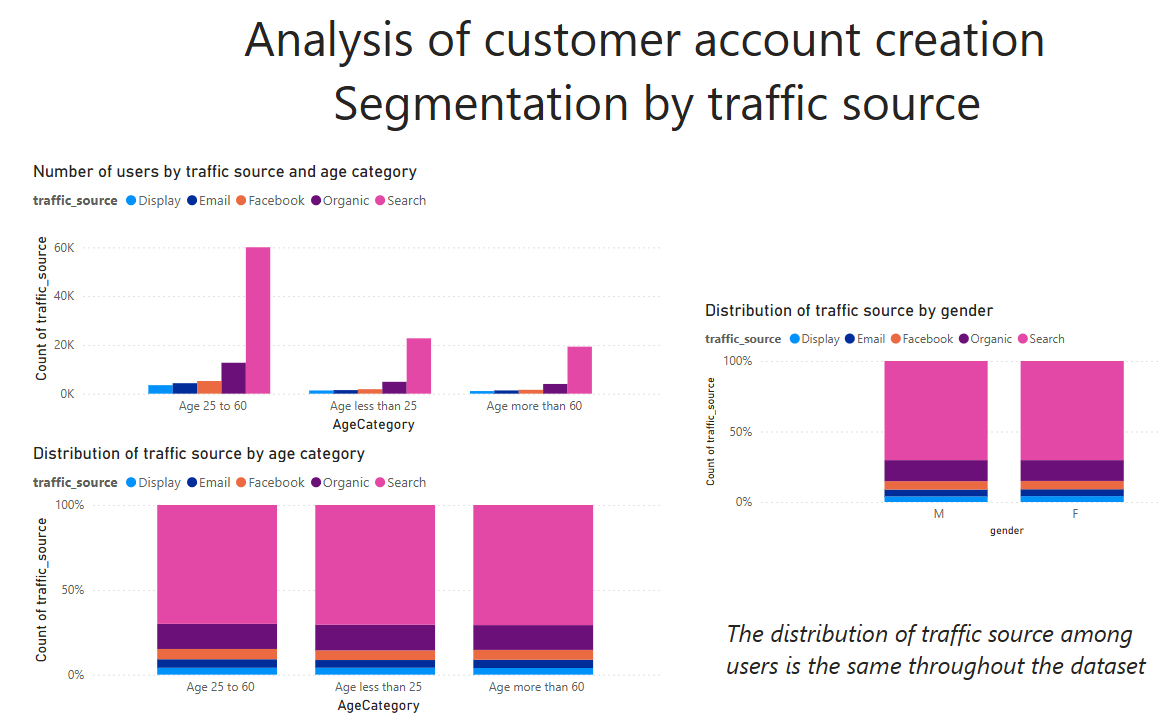 Analysis of customer account creation
Segmentation by traffic source
Number of users by traffic source and age category
traffic_source Display Email Facebook Organic Search
Count of traffic_source
60K
40K
20K
0K
Age 25 to 60 Age less than 25 Age more than 60
AgeCategory
Distribution of traffic source by age category
traffic_source Display Email Facebook Organic Search
Count of traffic_source
100%
50%
0%
Age 25 to 60 Age less than 25 Age more than 60
AgeCategory
Distribution of traffic source by gender
traffic_source Display Email Facebook Organic Search
Count of traffic_source
100%
50%
0%
M F
gender
The distribution of traffic source among
users is the same throughout the dataset